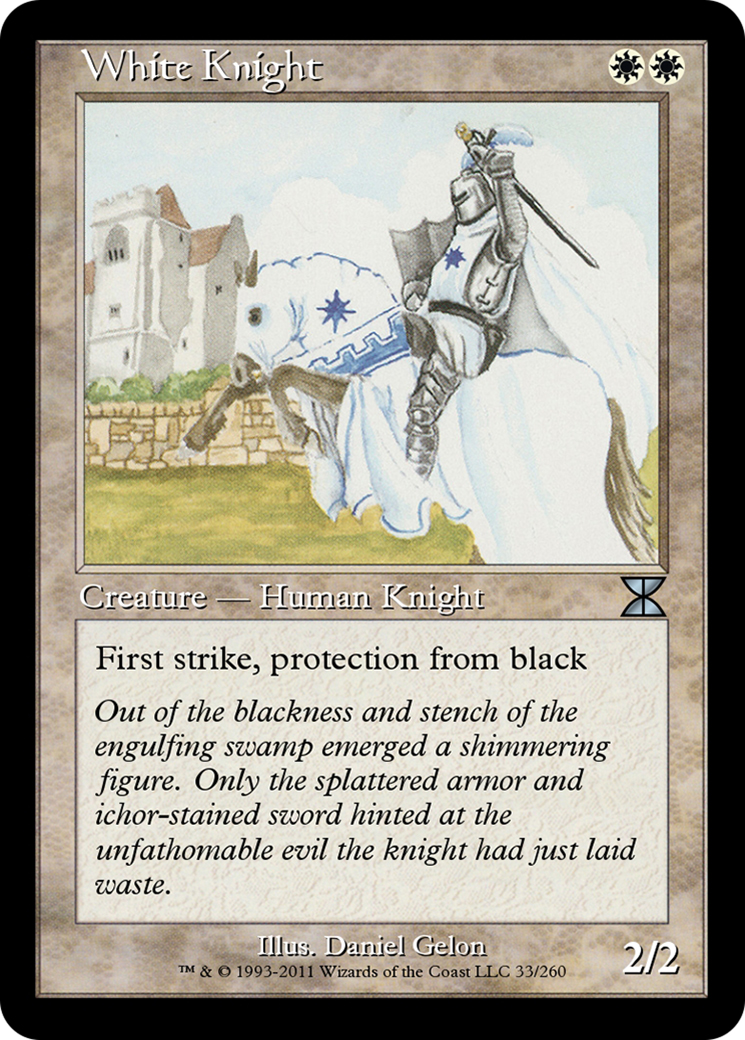 White Knight
Creature — Human Knight
First strike, protection from black
Out of the blackness and stench of the
engulfing swamp emerged a shimmering
figure. Only the splattered armor and
ichor-stained sword hinted at the
unfathomable evil the knight had just laid
waste.
Illus. Daniel Gelon
™ & © 1993-2011 Wizards of the Coast LLC 33/260
2/2